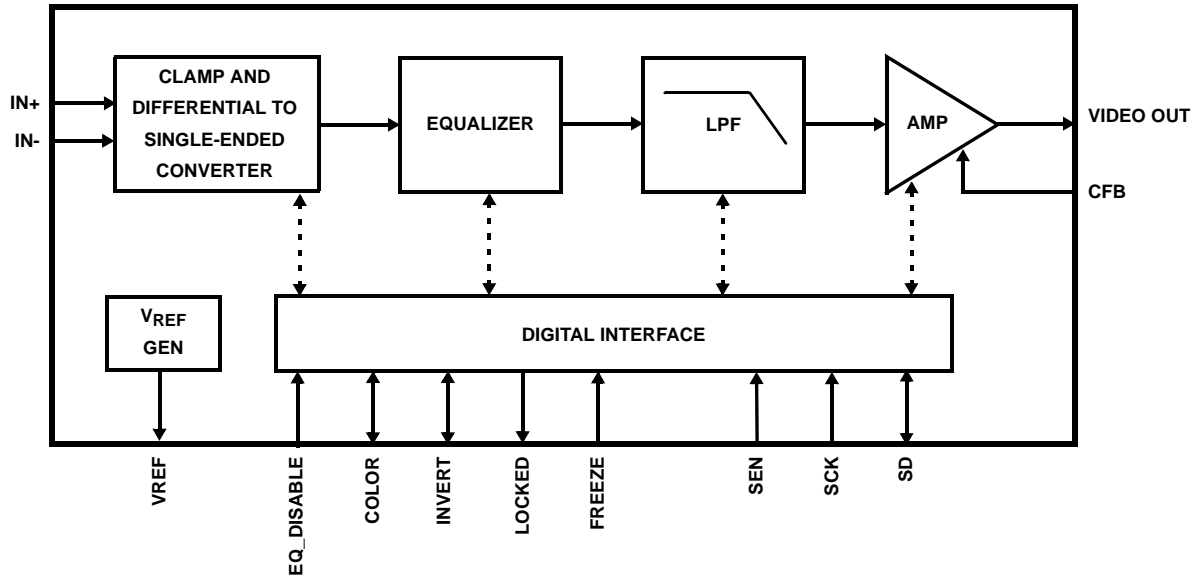 CLAMP AND
DIFFERENTIAL TO
SINGLE-ENDED
CONVERTER
EQUALIZER
LPF
AMP
IN+
IN-
VIDEO OUT
CFB
VREF
GEN
DIGITAL INTERFACE
VREF
EQ_DISABLE
COLOR
INVERT
LOCKED
FREEZE
SEN
SCK
SD